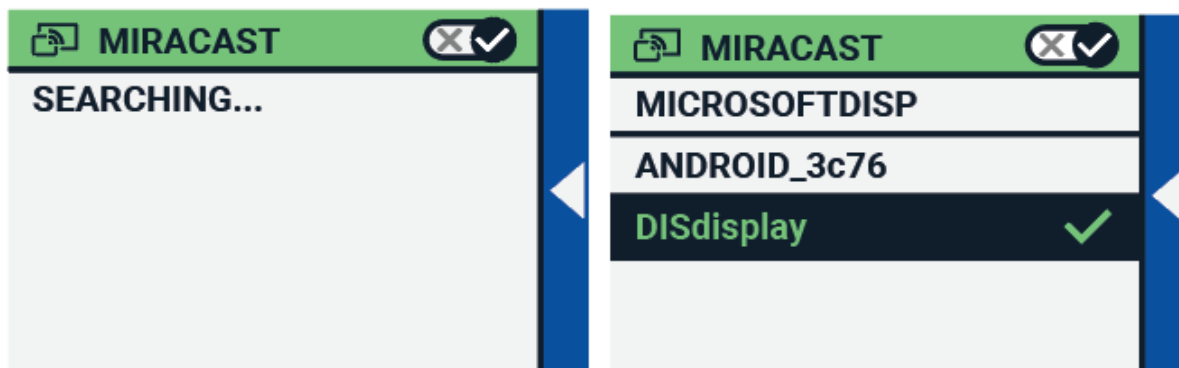 MIRACAST
SEARCHING...
MIRACAST
MICROSOFTDISP
ANDROID_3c76
DISdisplay